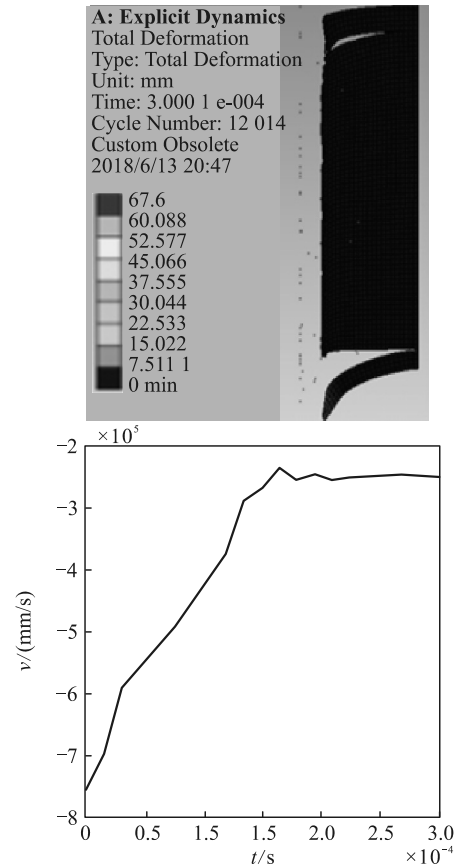 A: Explicit Dynamics
Total Deformation
Type: Total Deformation
Unit: mm
Time: 3.000 1 e-004
Cycle Number: 12 014
Custom Obsolete
2018/6/13 20:47
67.6
60.088
52.577
45.066
37.555
30.044
22.533
15.022
7.511 1
0 min
×10⁵
−2
−3
−4
−5
−6
−7
−8
v/(mm/s)
0 0.5 1.5 1.5 2.0 2.5 3.0
t/s ×10⁻⁴